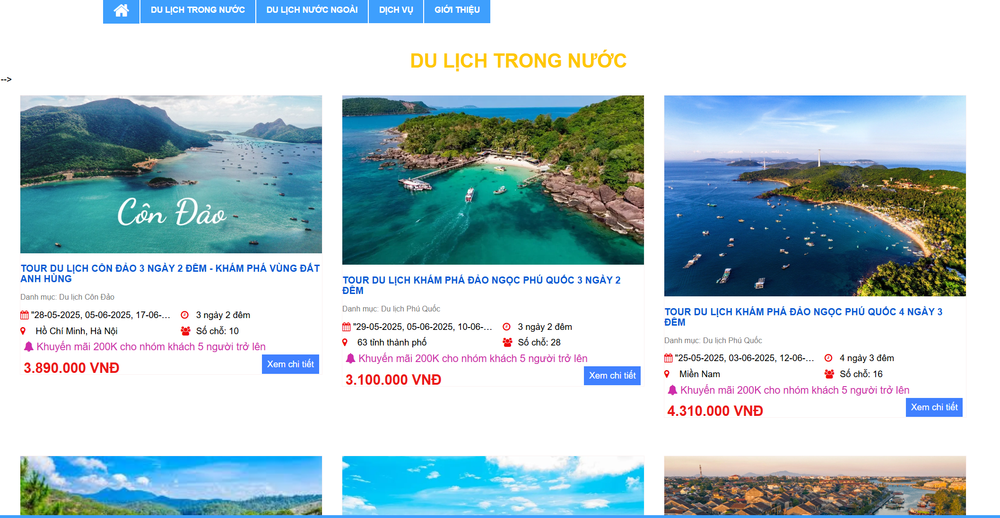 DU LỊCH TRONG NƯỚC
DU LỊCH NƯỚC NGOÀI
DỊCH VỤ
GIỚI THIỆU
DU LỊCH TRONG NƯỚC
-->
Côn Đảo
TOUR DU LỊCH CÔN ĐẢO 3 NGÀY 2 ĐÊM - KHÁM PHÁ VÙNG ĐẤT
ANH HÙNG
Danh mục: Du lịch Côn Đảo
"28-05-2025, 05-06-2025, 17-06-...
3 ngày 2 đêm
Hồ Chí Minh, Hà Nội
Số chỗ: 10
Khuyến mãi 200K cho nhóm khách 5 người trở lên
3.890.000 VNĐ
Xem chi tiết
TOUR DU LỊCH KHÁM PHÁ ĐẢO NGỌC PHÚ QUỐC 3 NGÀY 2
ĐÊM
Danh mục: Du lịch Phú Quốc
"29-05-2025, 05-06-2025, 10-06-...
3 ngày 2 đêm
63 tỉnh thành phố
Số chỗ: 28
Khuyến mãi 200K cho nhóm khách 5 người trở lên
3.100.000 VNĐ
Xem chi tiết
TOUR DU LỊCH KHÁM PHÁ ĐẢO NGỌC PHÚ QUỐC 4 NGÀY 3
ĐÊM
Danh mục: Du lịch Phú Quốc
"25-05-2025, 03-06-2025, 12-06-...
4 ngày 3 đêm
Miền Nam
Số chỗ: 16
Khuyến mãi 200K cho nhóm khách 5 người trở lên
4.310.000 VNĐ
Xem chi tiết